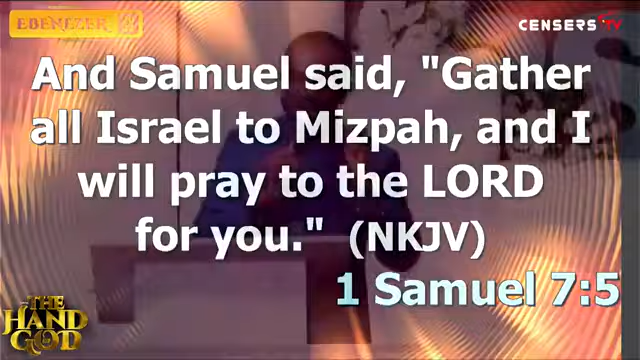 EBENEZER
CENSERS TV
And Samuel said, "Gather
all Israel to Mizpah, and I
will pray to the LORD
for you." (NKJV)
1 Samuel 7:5
THE
HAND
OF
GOD